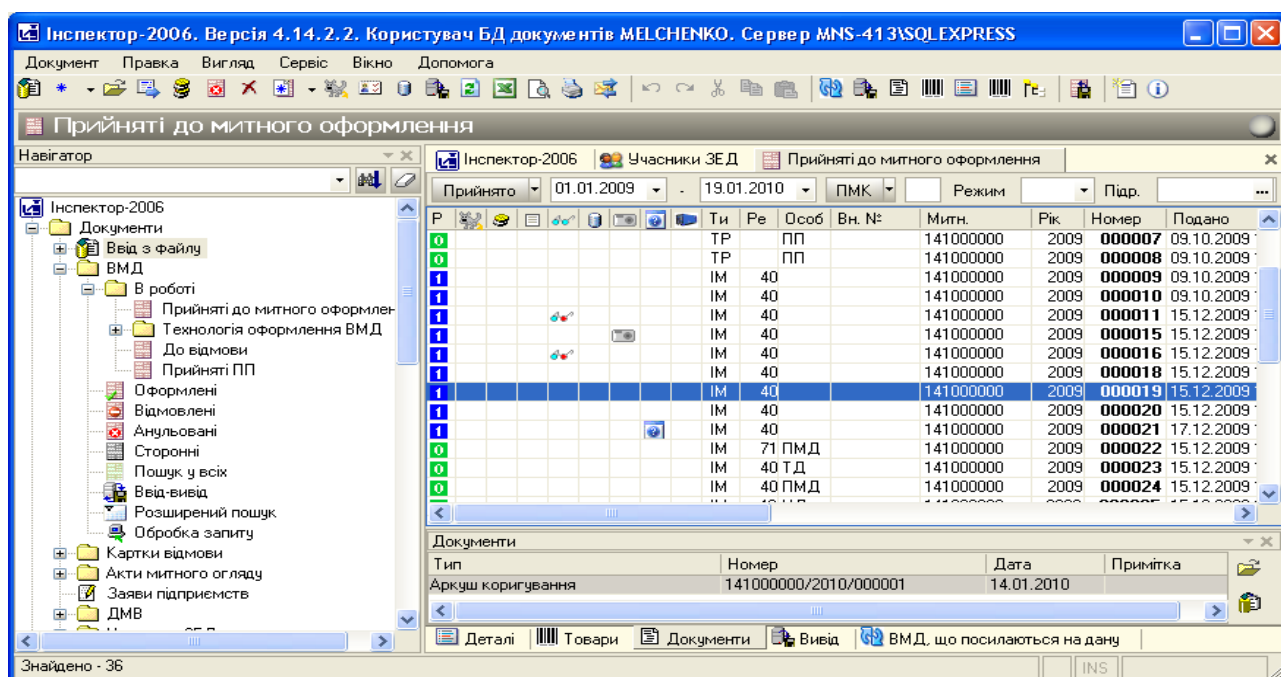 Інспектор-2006. Версія 4.14.2.2. Користувач БД документів MELCHENKO. Сервер MNS-413\SQLEXPRESS
Документ Правка Вигляд Сервіс Вікно Допомога
Прийняті до митного оформлення
Навігатор
Інспектор-2006
Документи
Ввід з файлу
ВМД
В роботі
Прийняті до митного оформлен
Технологія оформлення ВМД
До відмови
Прийняті ПП
Оформлені
Відмовлені
Анульовані
Сторонні
Пошук у всіх
Ввід-вивід
Розширений пошук
Обробка запиту
Картки відмови
Акти митного огляду
Заяви підприємств
ДМВ
Інспектор-2006 Учасники ЗЕД Прийняті до митного оформлення
Прийнято 01.01.2009 - 19.01.2010 ПМК Режим Підр. ...
Р Ти Ре Особ Вн. № Митн. Рік Номер Подано
0 ТР ПП 141000000 2009 000007 09.10.2009
0 ТР ПП 141000000 2009 000008 09.10.2009
1 ІМ 40 141000000 2009 000009 09.10.2009
1 ІМ 40 141000000 2009 000010 09.10.2009
1 ІМ 40 141000000 2009 000011 15.12.2009
1 ІМ 40 141000000 2009 000015 15.12.2009
1 ІМ 40 141000000 2009 000016 15.12.2009
1 ІМ 40 141000000 2009 000018 15.12.2009
1 ІМ 40 141000000 2009 000019 15.12.2009
1 ІМ 40 141000000 2009 000020 15.12.2009
1 ІМ 40 141000000 2009 000021 17.12.2009
0 ІМ 71 ПМД 141000000 2009 000022 15.12.2009
0 ІМ 40 ТД 141000000 2009 000023 15.12.2009
0 ІМ 40 ПМД 141000000 2009 000024 15.12.2009
Документи
Тип Номер Дата Примітка
Аркуш коригування 141000000/2010/000001 14.01.2010
Деталі Товари Документи Вивід ВМД, що посилаються на дану
Знайдено - 36 INS